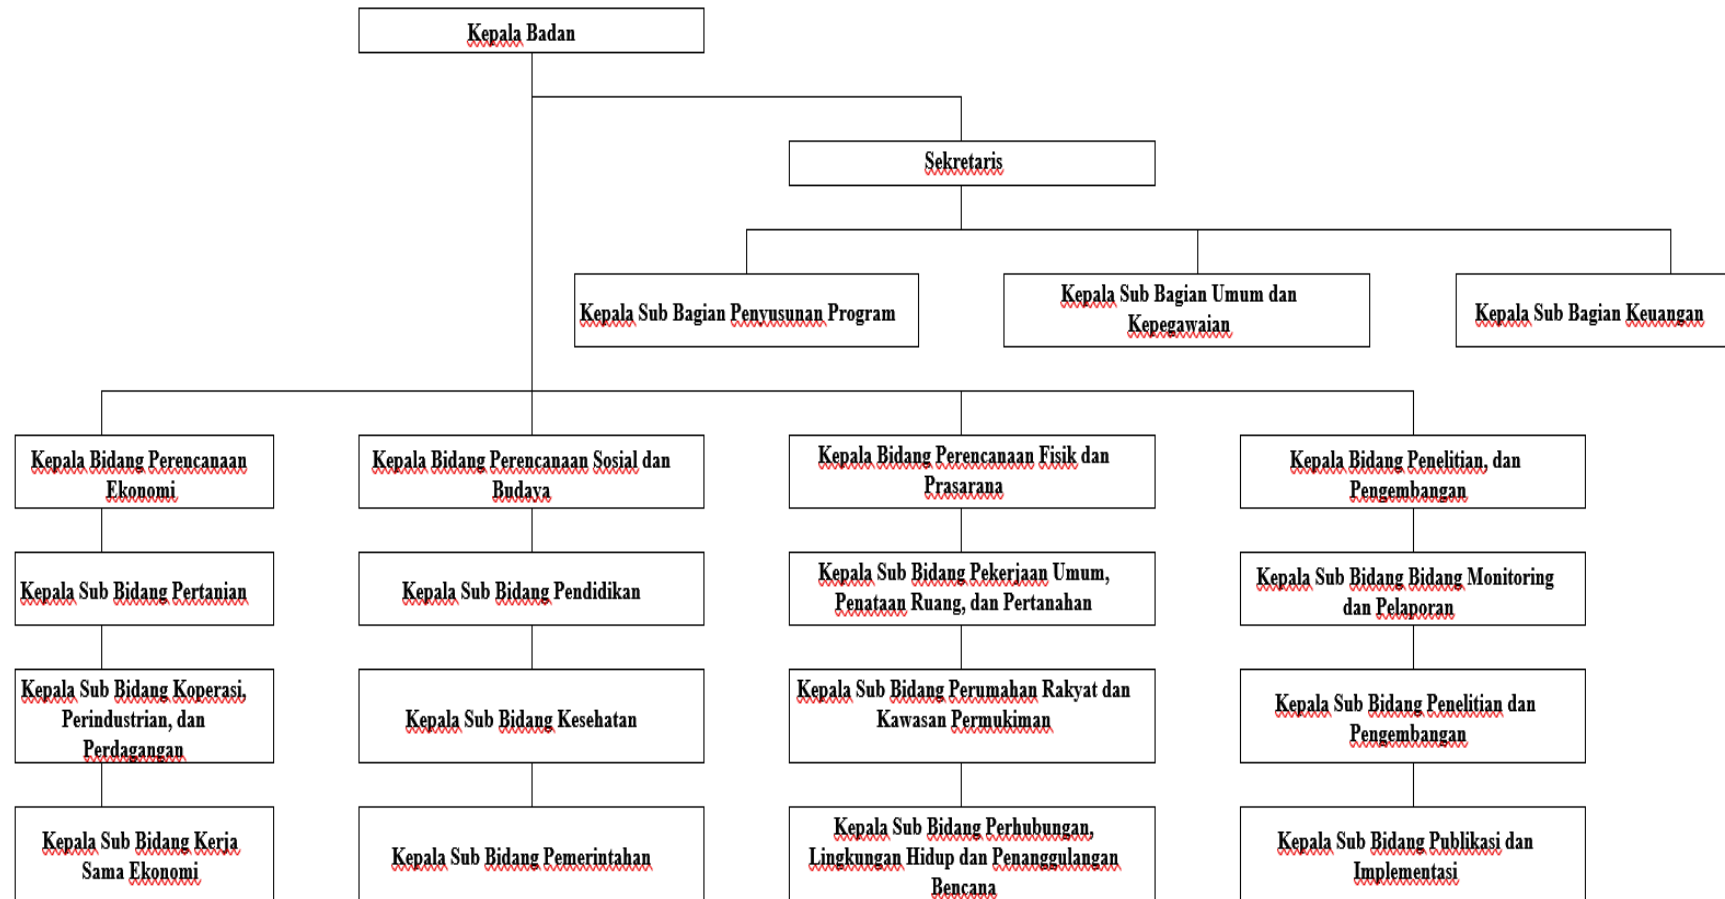 Kepala Badan
Sekretaris
Kepala Sub Bagian Penyusunan Program
Kepala Sub Bagian Umum dan
Kepegawaian
Kepala Sub Bagian Keuangan
Kepala Bidang Perencanaan
Ekonomi
Kepala Bidang Perencanaan Sosial dan
Budaya
Kepala Bidang Perencanaan Fisik dan
Prasarana
Kepala Bidang Penelitian, dan
Pengembangan
Kepala Sub Bidang Pertanian
Kepala Sub Bidang Pendidikan
Kepala Sub Bidang Pekerjaan Umum,
Penataan Ruang, dan Pertanahan
Kepala Sub Bidang Bidang Monitoring
dan Pelaporan
Kepala Sub Bidang Koperasi,
Perindustrian, dan
Perdagangan
Kepala Sub Bidang Kesehatan
Kepala Sub Bidang Perumahan Rakyat dan
Kawasan Permukiman
Kepala Sub Bidang Penelitian dan
Pengembangan
Kepala Sub Bidang Kerja
Sama Ekonomi
Kepala Sub Bidang Pemerintahan
Kepala Sub Bidang Perhubungan,
Lingkungan Hidup dan Penanggulangan
Bencana
Kepala Sub Bidang Publikasi dan
Implementasi